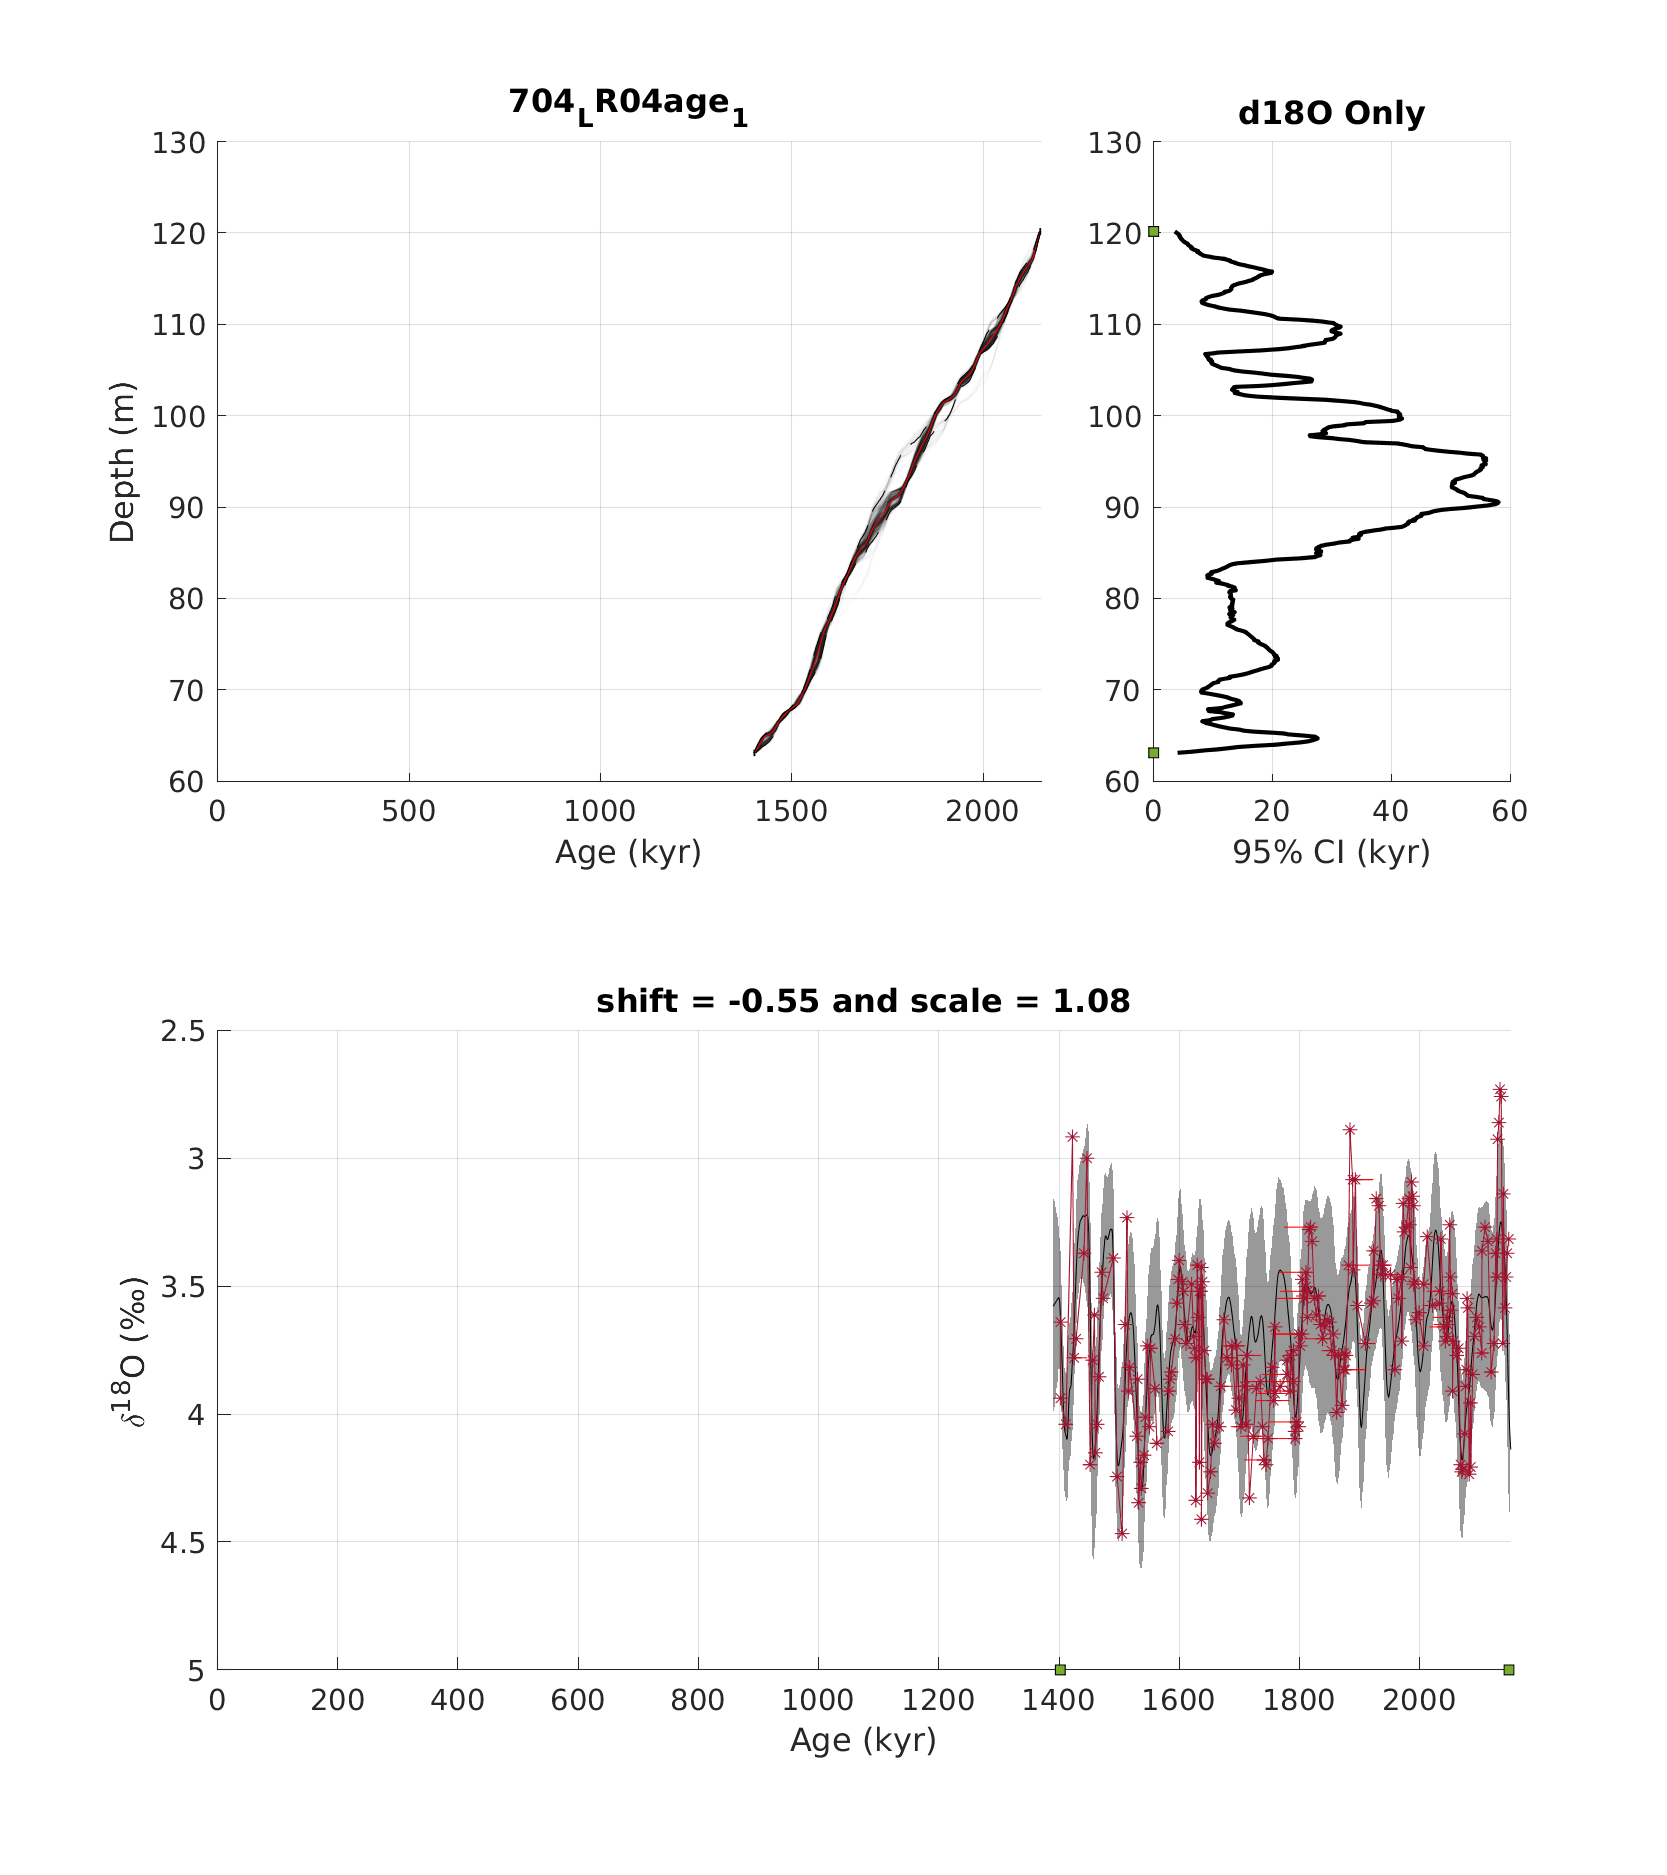 704LR04age1
d18O Only
130
120
110
100
90
80
70
60
Depth (m)
0 500 1000 1500 2000
Age (kyr)
130
120
110
100
90
80
70
60
0 20 40 60
95% CI (kyr)
shift = -0.55 and scale = 1.08
2.5
3
3.5
4
4.5
5
δ18O (‰)
0 200 400 600 800 1000 1200 1400 1600 1800 2000
Age (kyr)